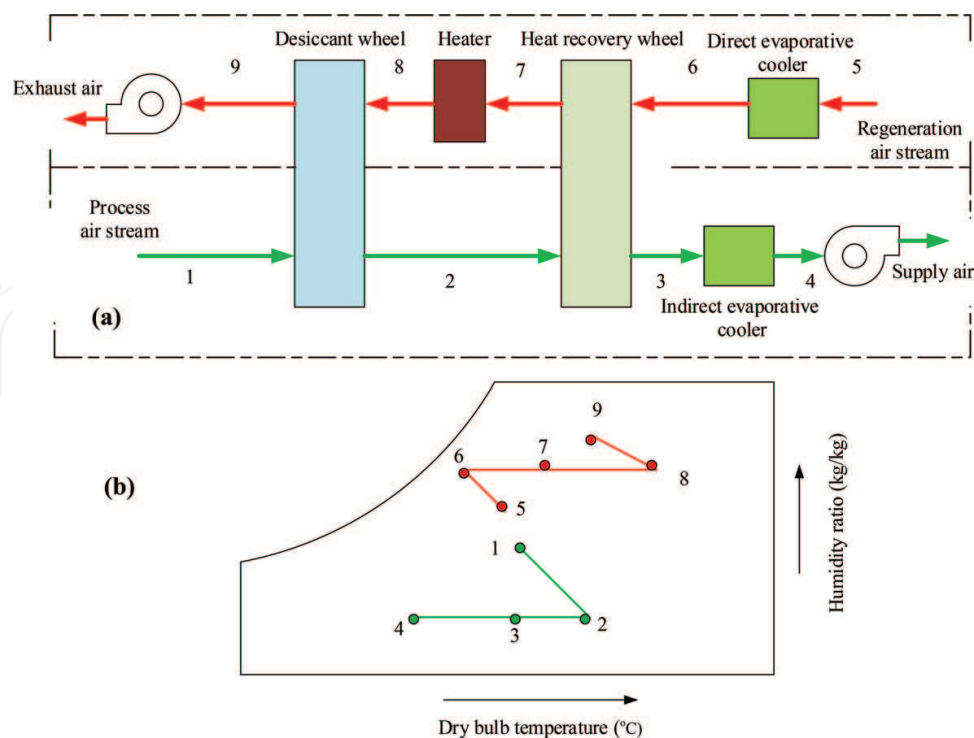 Desiccant wheel
Heater
Heat recovery wheel
Direct evaporative
cooler
9
8
7
6
5
Exhaust air
Regeneration
air stream
Process
air stream
1
2
3
4
Supply air
Indirect evaporative
cooler
(a)
9
7
6
8
5
1
4
3
2
(b)
Humidity ratio (kg/kg)
Dry bulb temperature (°C)